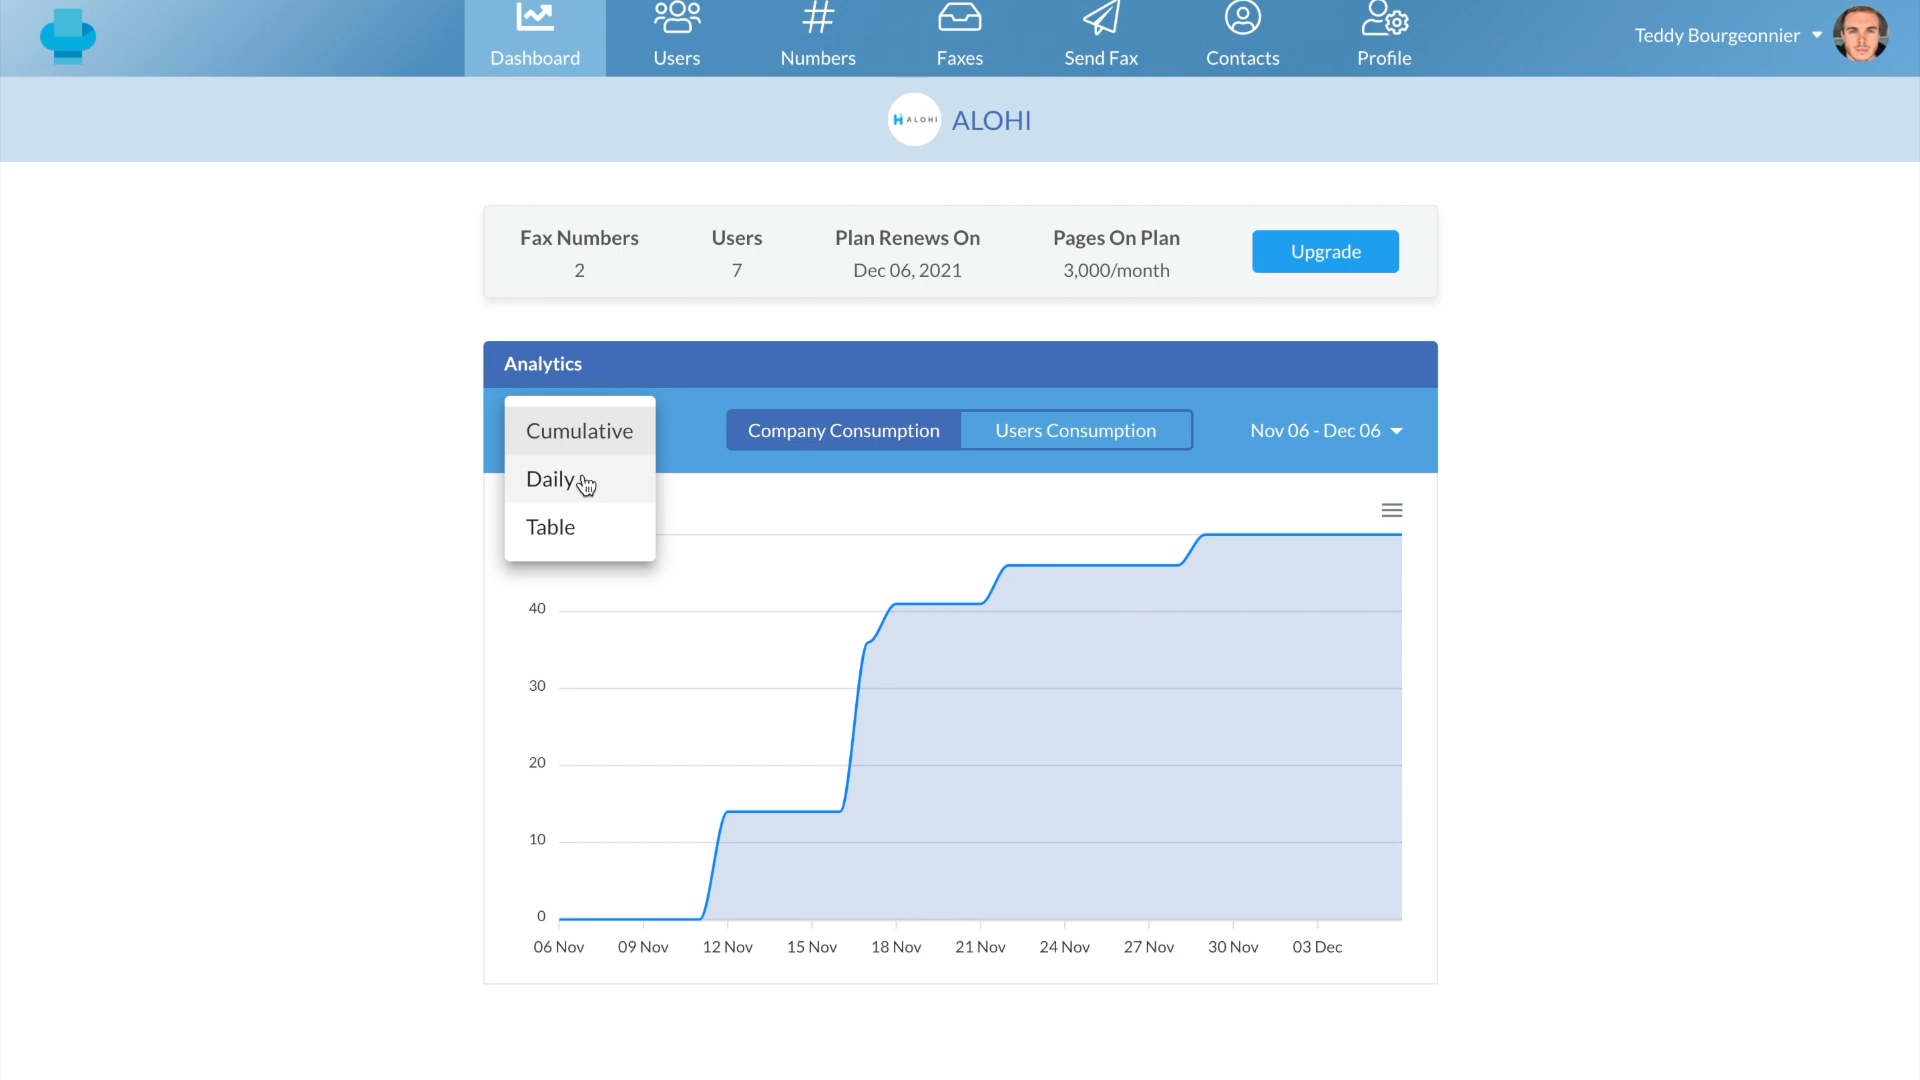 Dashboard
Users
Numbers
Faxes
Send Fax
Contacts
Profile
Teddy Bourgeonnier
ALOHI
ALOHI
Fax Numbers
2
Users
7
Plan Renews On
Dec 06, 2021
Pages On Plan
3,000/month
Upgrade
Analytics
Cumulative
Daily
Table
Company Consumption
Users Consumption
Nov 06 - Dec 06
40
30
20
10
0
06 Nov
09 Nov
12 Nov
15 Nov
18 Nov
21 Nov
24 Nov
27 Nov
30 Nov
03 Dec